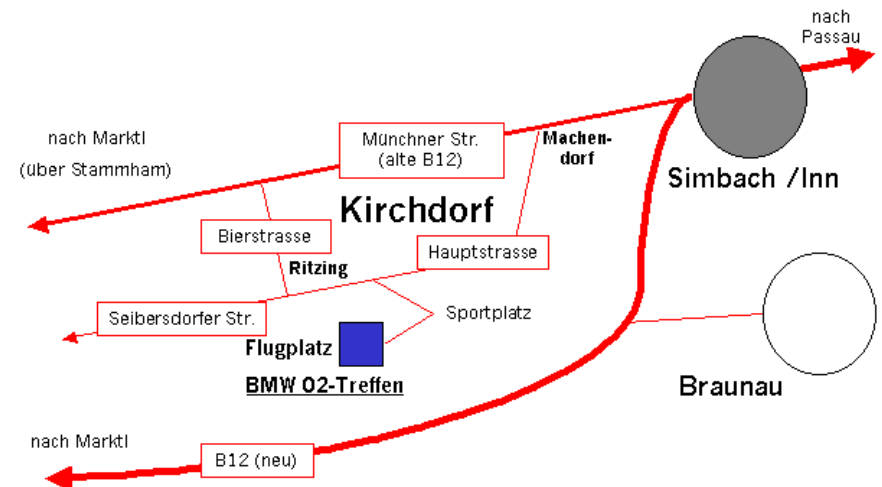 nach
Passau
nach Marktl
(über Stammham)
Münchner Str.
(alte B12)
Machen-
dorf
Simbach /Inn
Kirchdorf
Bierstrasse
Hauptstrasse
Ritzing
Seibersdorfer Str.
Sportplatz
Flugplatz
BMW 02-Treffen
Braunau
nach Marktl
B12 (neu)